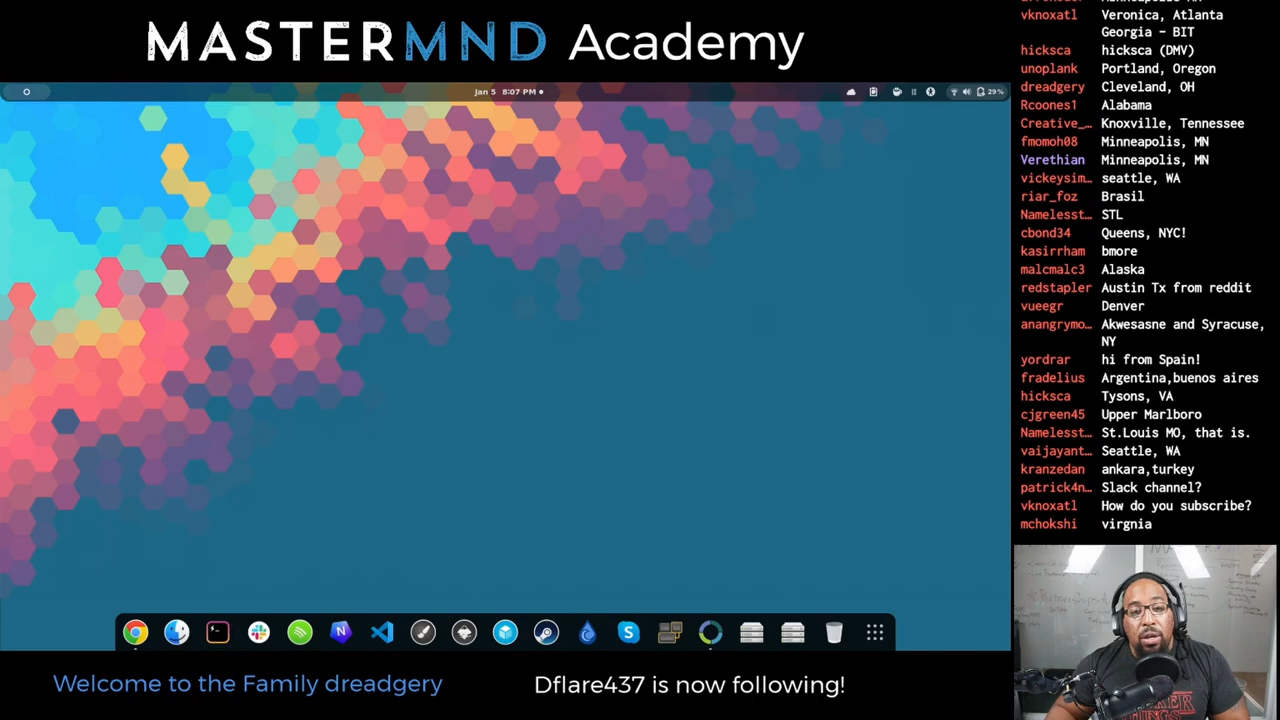 MASTERMND Academy
Jan 5 8:07 PM
29%
vknoxatl Veronica, Atlanta
Georgia - BIT
hicksca hicksca (DMV)
unoplank Portland, Oregon
dreadgery Cleveland, OH
Rcoones1 Alabama
Creative_… Knoxville, Tennessee
fmomoh08 Minneapolis, MN
Verethian Minneapolis, MN
vickeysim… seattle, WA
riar_foz Brasil
Namelesst… STL
cbond34 Queens, NYC!
kasirrham bmore
malcmalc3 Alaska
redstapler Austin Tx from reddit
vueegr Denver
anangrymo… Akwesasne and Syracuse,
NY
yordrar hi from Spain!
fradelius Argentina,buenos aires
hicksca Tysons, VA
cjgreen45 Upper Marlboro
Namelesst… St.Louis MO, that is.
vaijayant… Seattle, WA
kranzedan ankara,turkey
patrick4n… Slack channel?
vknoxatl How do you subscribe?
mchokshi virgnia
Welcome to the Family dreadgery
Dflare437 is now following!